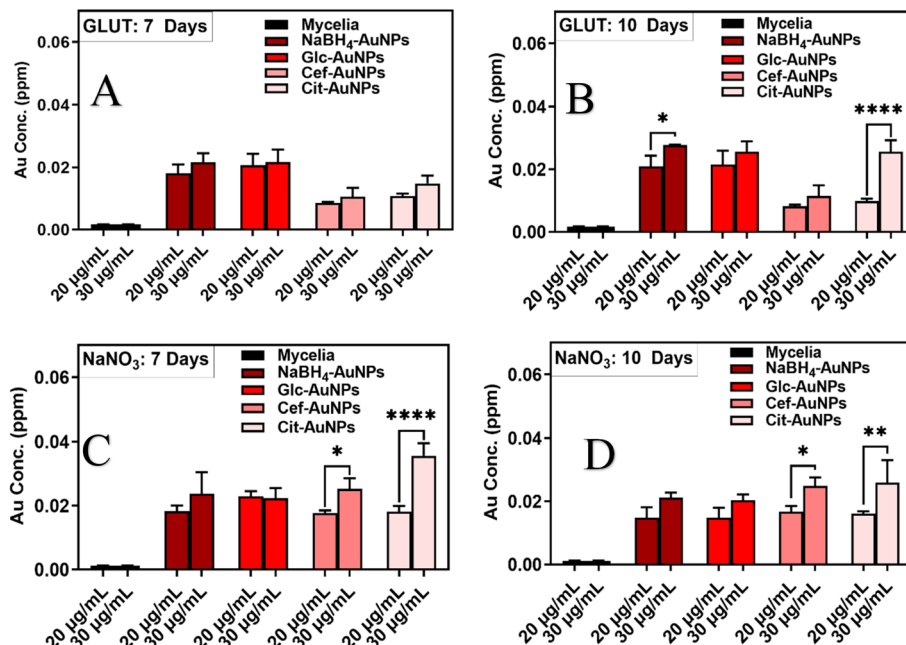 GLUT: 7 Days
Mycelia
NaBH₄-AuNPs
Glc-AuNPs
Cef-AuNPs
Cit-AuNPs
A
Au Conc. (ppm)
0.06
0.04
0.02
0.00
20 µg/mL
30 µg/mL
20 µg/mL
30 µg/mL
20 µg/mL
30 µg/mL
20 µg/mL
30 µg/mL
20 µg/mL
30 µg/mL
GLUT: 10 Days
Mycelia
NaBH₄-AuNPs
Glc-AuNPs
Cef-AuNPs
Cit-AuNPs
B
*
****
Au Conc. (ppm)
0.06
0.04
0.02
0.00
20 µg/mL
30 µg/mL
20 µg/mL
30 µg/mL
20 µg/mL
30 µg/mL
20 µg/mL
30 µg/mL
20 µg/mL
30 µg/mL
NaNO₃: 7 Days
Mycelia
NaBH₄-AuNPs
Glc-AuNPs
Cef-AuNPs
Cit-AuNPs
C
*
****
Au Conc. (ppm)
0.06
0.04
0.02
0.00
20 µg/mL
30 µg/mL
20 µg/mL
30 µg/mL
20 µg/mL
30 µg/mL
20 µg/mL
30 µg/mL
20 µg/mL
30 µg/mL
NaNO₃: 10 Days
Mycelia
NaBH₄-AuNPs
Glc-AuNPs
Cef-AuNPs
Cit-AuNPs
D
*
**
Au Conc. (ppm)
0.06
0.04
0.02
0.00
20 µg/mL
30 µg/mL
20 µg/mL
30 µg/mL
20 µg/mL
30 µg/mL
20 µg/mL
30 µg/mL
20 µg/mL
30 µg/mL